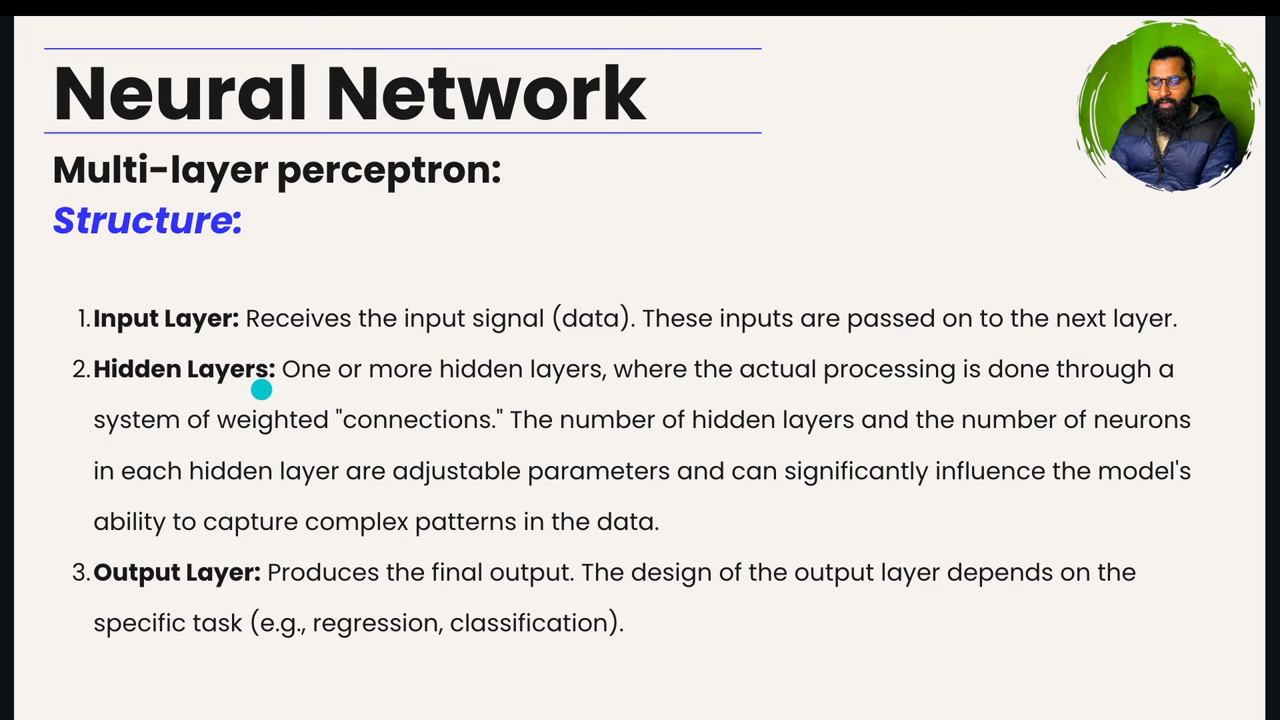 Neural Network
Multi-layer perceptron:
Structure:
1. Input Layer: Receives the input signal (data). These inputs are passed on to the next layer.
2. Hidden Layers: One or more hidden layers, where the actual processing is done through a
system of weighted "connections." The number of hidden layers and the number of neurons
in each hidden layer are adjustable parameters and can significantly influence the model's
ability to capture complex patterns in the data.
3. Output Layer: Produces the final output. The design of the output layer depends on the
specific task (e.g., regression, classification).